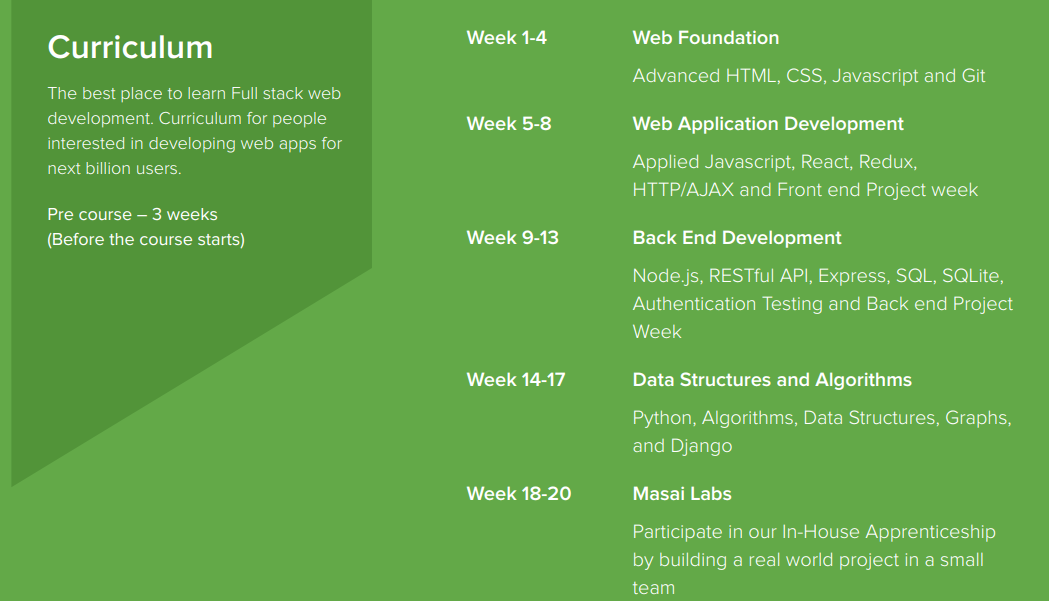 Curriculum
The best place to learn Full stack web
development. Curriculum for people
interested in developing web apps for
next billion users.
Pre course – 3 weeks
(Before the course starts)
Week 1-4
Web Foundation
Advanced HTML, CSS, Javascript and Git
Week 5-8
Web Application Development
Applied Javascript, React, Redux,
HTTP/AJAX and Front end Project week
Week 9-13
Back End Development
Node.js, RESTful API, Express, SQL, SQLite,
Authentication Testing and Back end Project
Week
Week 14-17
Data Structures and Algorithms
Python, Algorithms, Data Structures, Graphs,
and Django
Week 18-20
Masai Labs
Participate in our In-House Apprenticeship
by building a real world project in a small
team